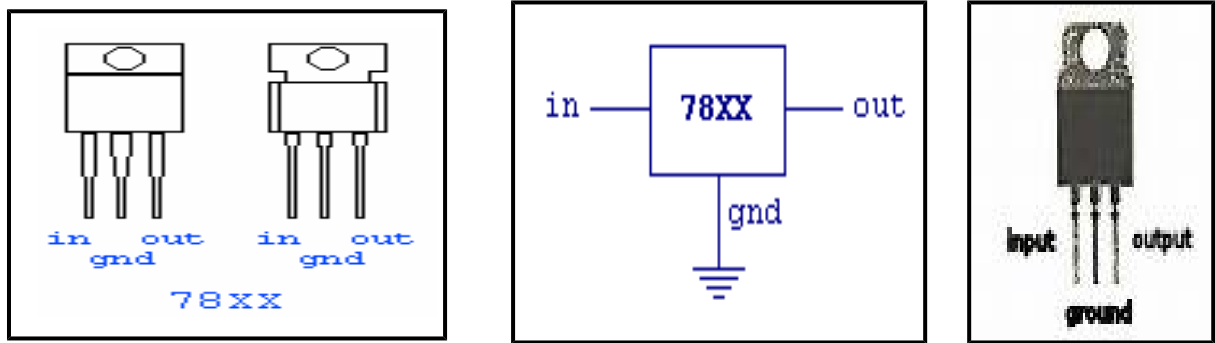 in out in out
gnd gnd
78XX
in 78XX out
gnd
input output
ground